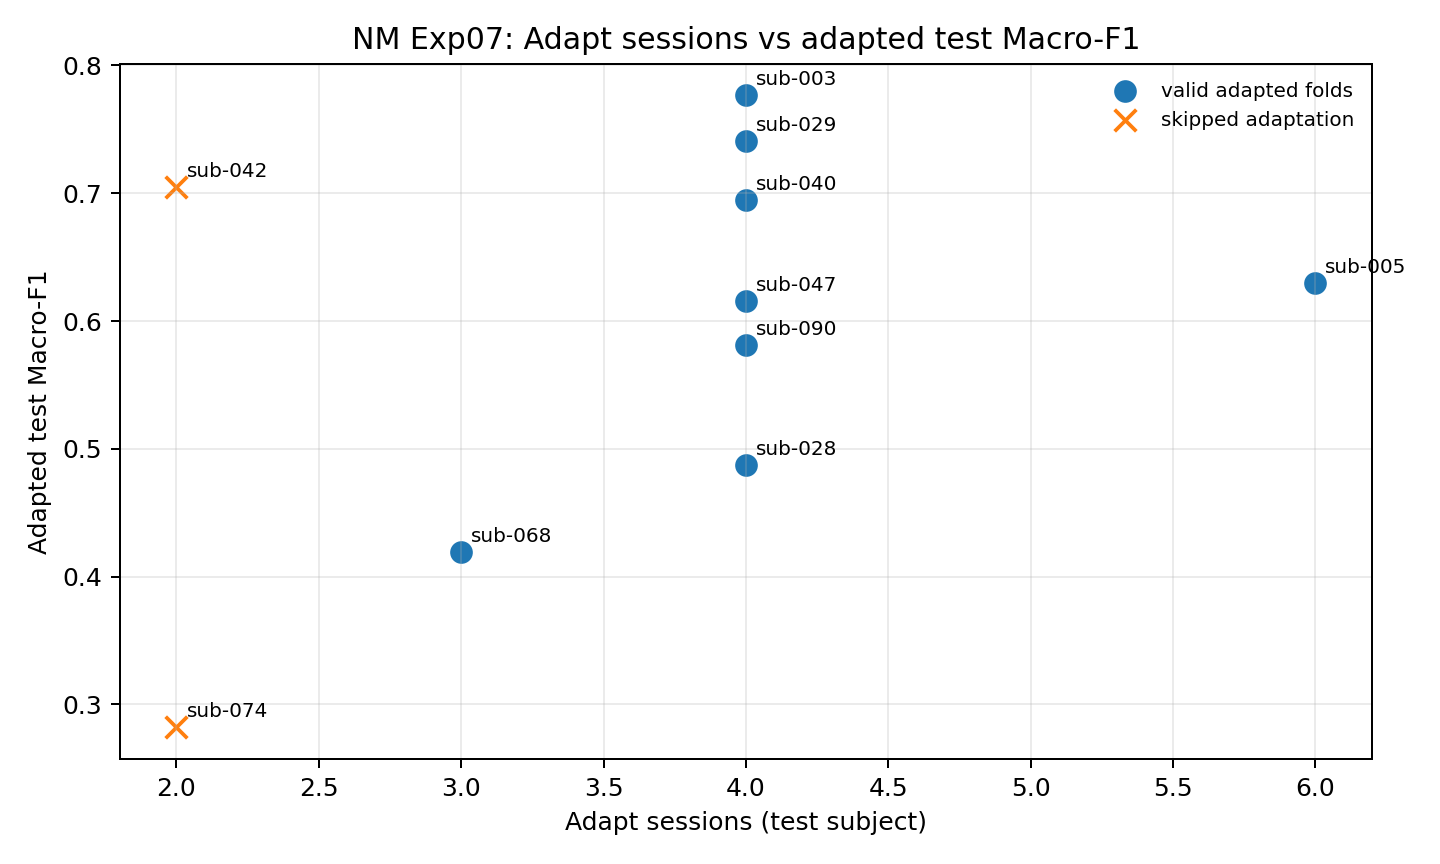 NM Exp07: Adapt sessions vs adapted test Macro-F1
0.8
0.7
0.6
0.5
0.4
0.3
Adapted test Macro-F1
sub-003
valid adapted folds
sub-029
skipped adaptation
sub-042
sub-040
sub-005
sub-047
sub-090
sub-028
sub-068
sub-074
2.0 2.5 3.0 3.5 4.0 4.5 5.0 5.5 6.0
Adapt sessions (test subject)